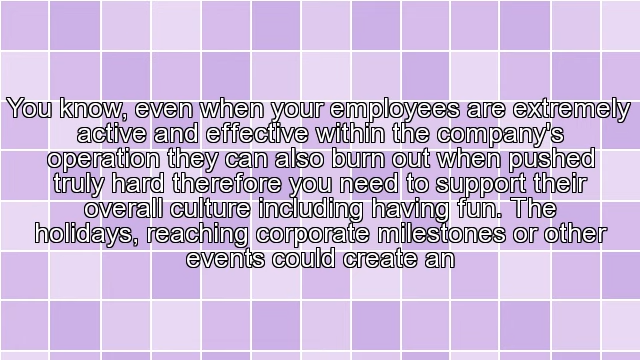 You know, even when your employees are extremely
active and effective within the company's
operation they can also burn out when pushed
truly hard therefore you need to support their
overall culture including having fun. The
holidays, reaching corporate milestones or other
events could create an